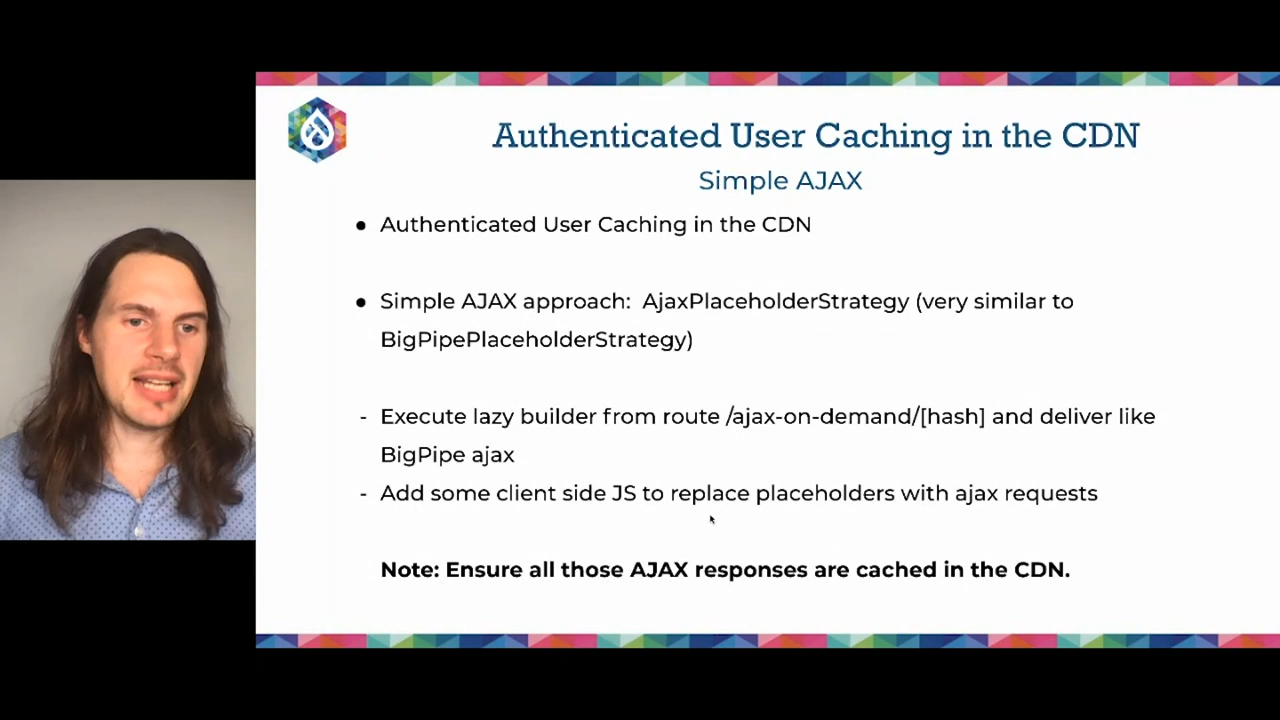 Authenticated User Caching in the CDN
Simple AJAX
● Authenticated User Caching in the CDN
● Simple AJAX approach: AjaxPlaceholderStrategy (very similar to
BigPipePlaceholderStrategy)
- Execute lazy builder from route /ajax-on-demand/[hash] and deliver like
BigPipe ajax
- Add some client side JS to replace placeholders with ajax requests
Note: Ensure all those AJAX responses are cached in the CDN.